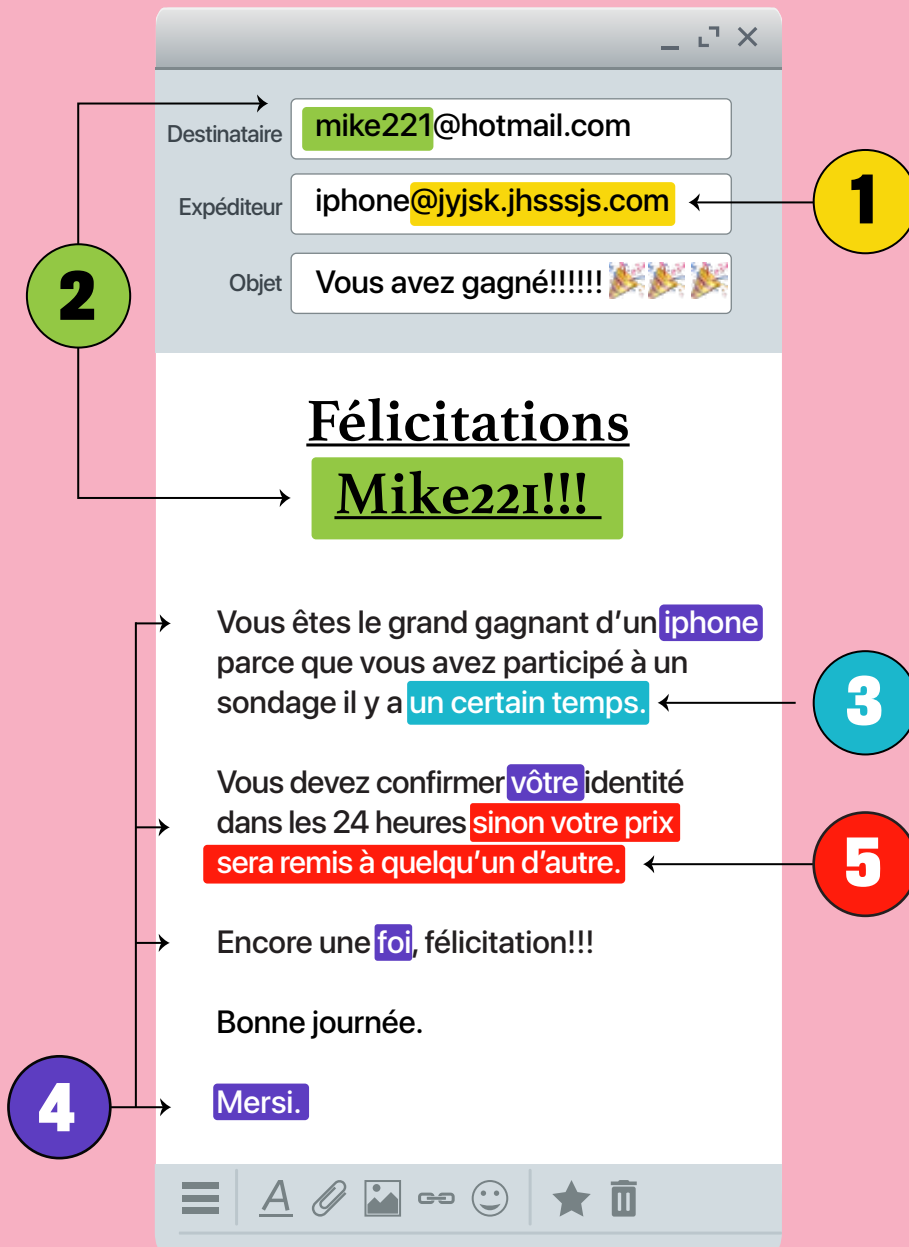 Destinataire mike221@hotmail.com
1
Expéditeur iphone@jyjsk.jhsssjs.com
2
Objet Vous avez gagné!!!!!! 🎉🎉🎉
Félicitations
Mike221!!!
Vous êtes le grand gagnant d’un iphone
parce que vous avez participé à un
sondage il y a un certain temps.
3
Vous devez confirmer vôtre identité
dans les 24 heures sinon votre prix
sera remis à quelqu’un d’autre.
5
Encore une foi, félicitation!!!
Bonne journée.
4
Mersi.
A